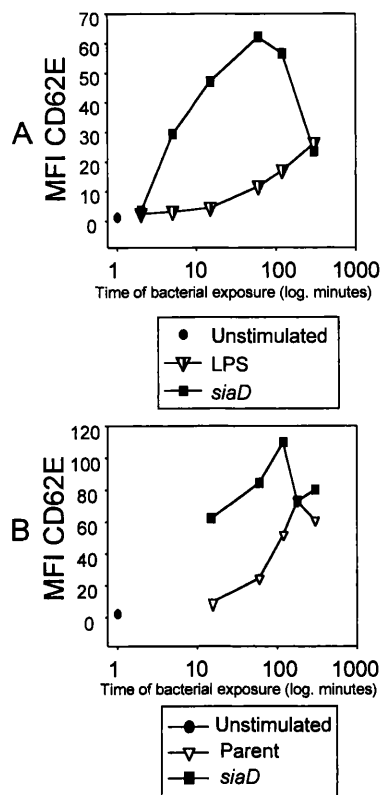 A
MFI CD62E
70
60
50
40
30
20
10
0
1 10 100 1000
Time of bacterial exposure (log. minutes)
Unstimulated
LPS
siaD
B
MFI CD62E
120
100
80
60
40
20
0
1 10 100 1000
Time of bacterial exposure (log. minutes)
Unstimulated
Parent
siaD